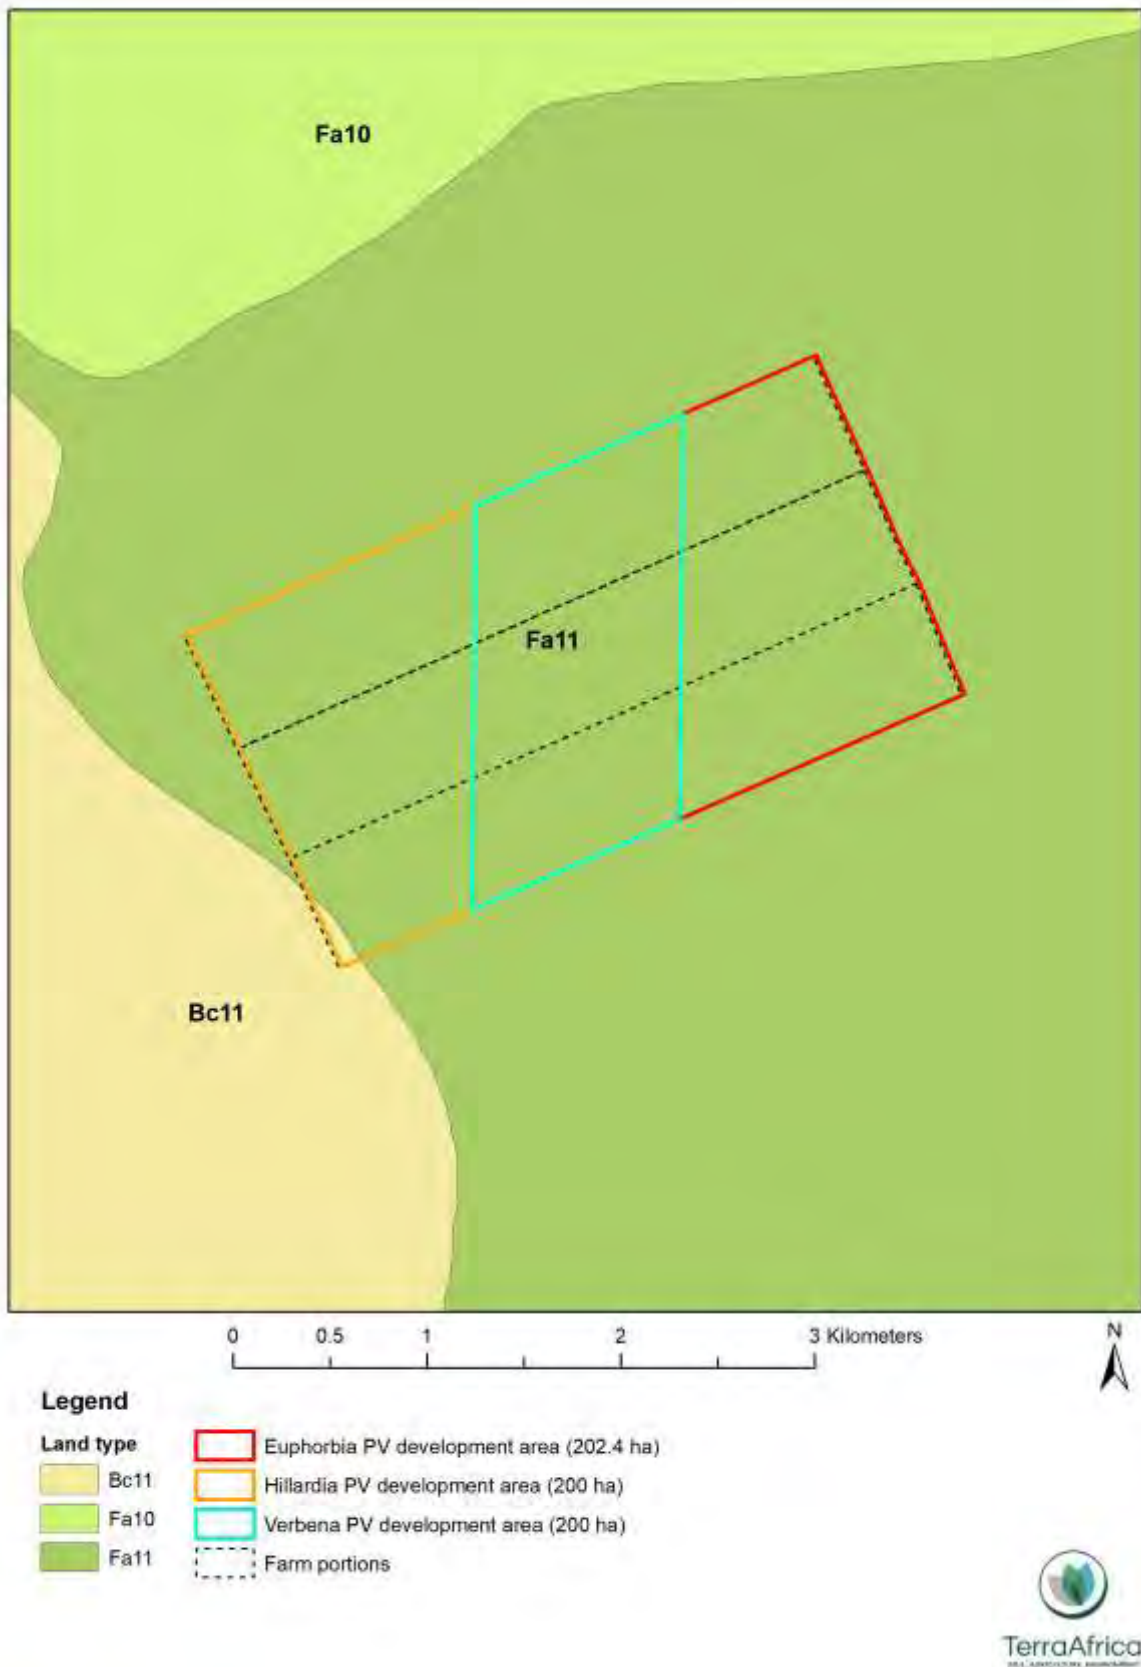 Fa10
Fa11
Bc11
0 0.5 1 2 3 Kilometers
N
Legend
Land type
Bc11
Fa10
Fa11
Euphorbia PV development area (202.4 ha)
Hillardia PV development area (200 ha)
Verbena PV development area (200 ha)
Farm portions
TerraAfrica